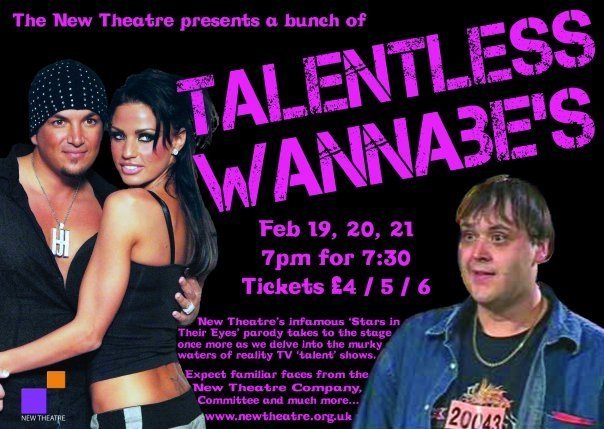 The New Theatre presents a bunch of
TALENTLESS
WANNABE'S
Feb 19, 20, 21
7pm for 7:30
Tickets £4 / 5 / 6
New Theatre's infamous 'Stars in
Their Eyes' parody takes to the stage
once more as we delve into the murky
waters of reality TV 'talent' shows.
Expect familiar faces from the
New Theatre Company,
Committee and much more...
www.newtheatre.org.uk
NEW THEATRE
20043